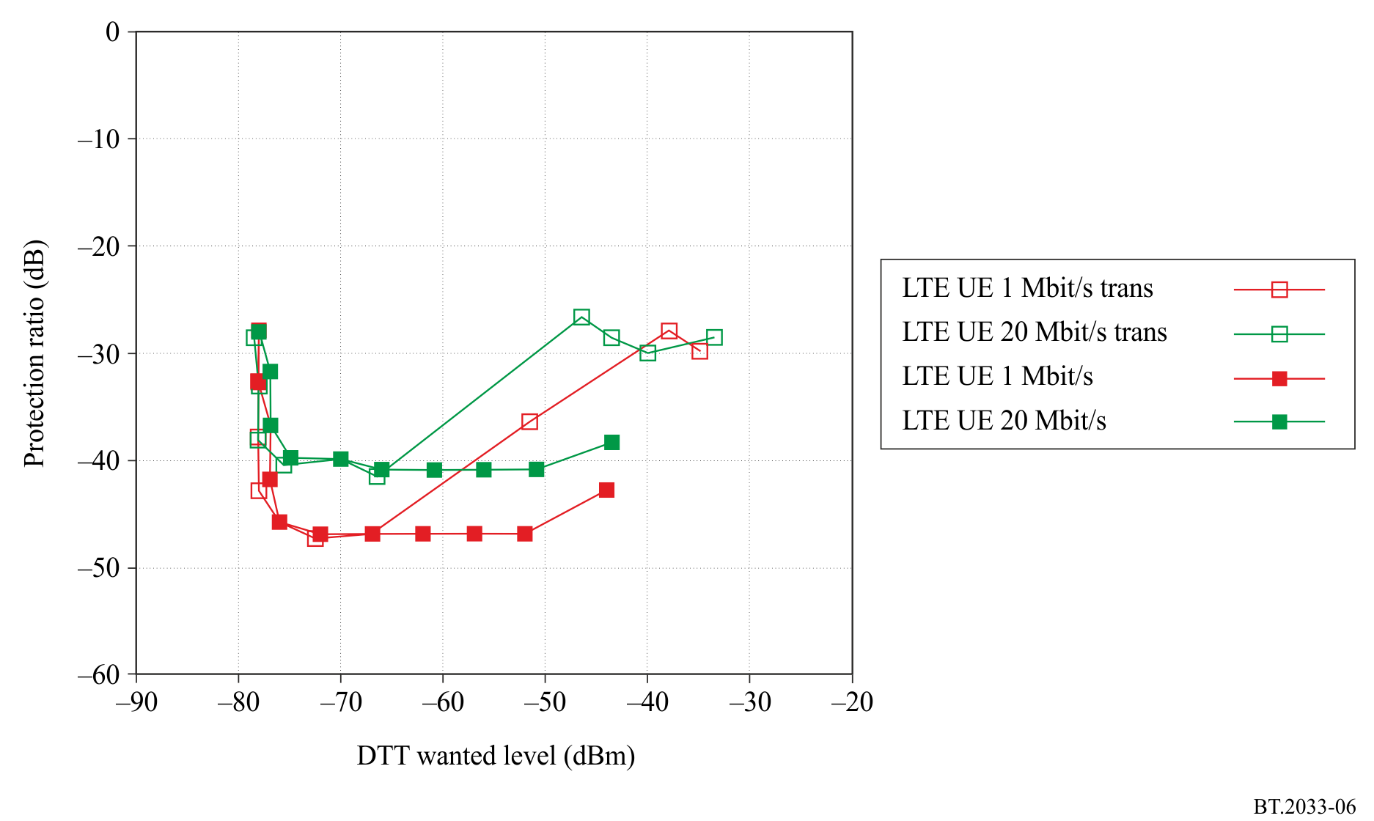 0
–10
–20
–30
–40
–50
–60
–90
–80
–70
–60
–50
–40
–30
–20
Protection ratio (dB)
DTT wanted level (dBm)
LTE UE 1 Mbit/s trans
LTE UE 20 Mbit/s trans
LTE UE 1 Mbit/s
LTE UE 20 Mbit/s
BT.2033-06